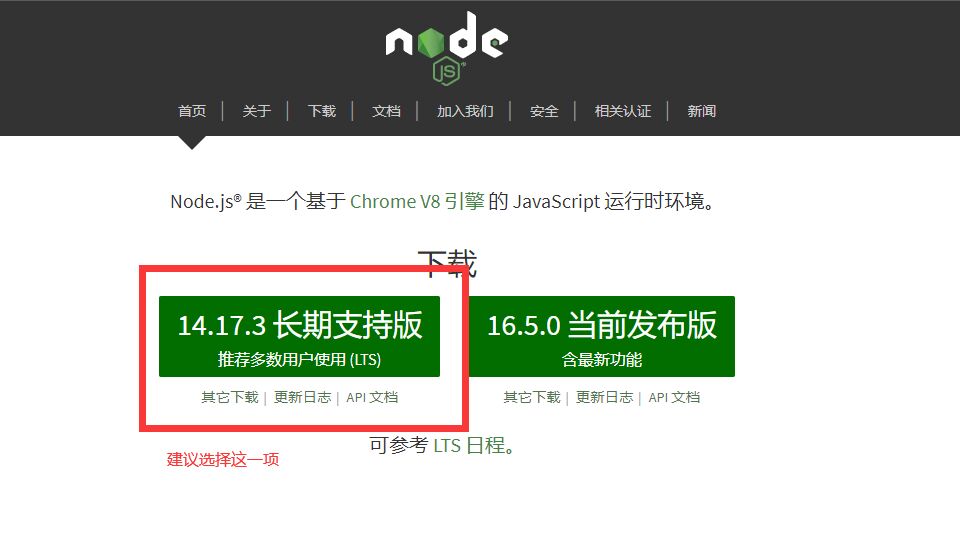 node
JS
首页 | 关于 | 下载 | 文档 | 加入我们 | 安全 | 相关认证 | 新闻
Node.js® 是一个基于 Chrome V8 引擎 的 JavaScript 运行时环境。
下载
14.17.3 长期支持版
推荐多数用户使用 (LTS)
其它下载 | 更新日志 | API 文档
16.5.0 当前发布版
含最新功能
其它下载 | 更新日志 | API 文档
可参考 LTS 日程。
建议选择这一项